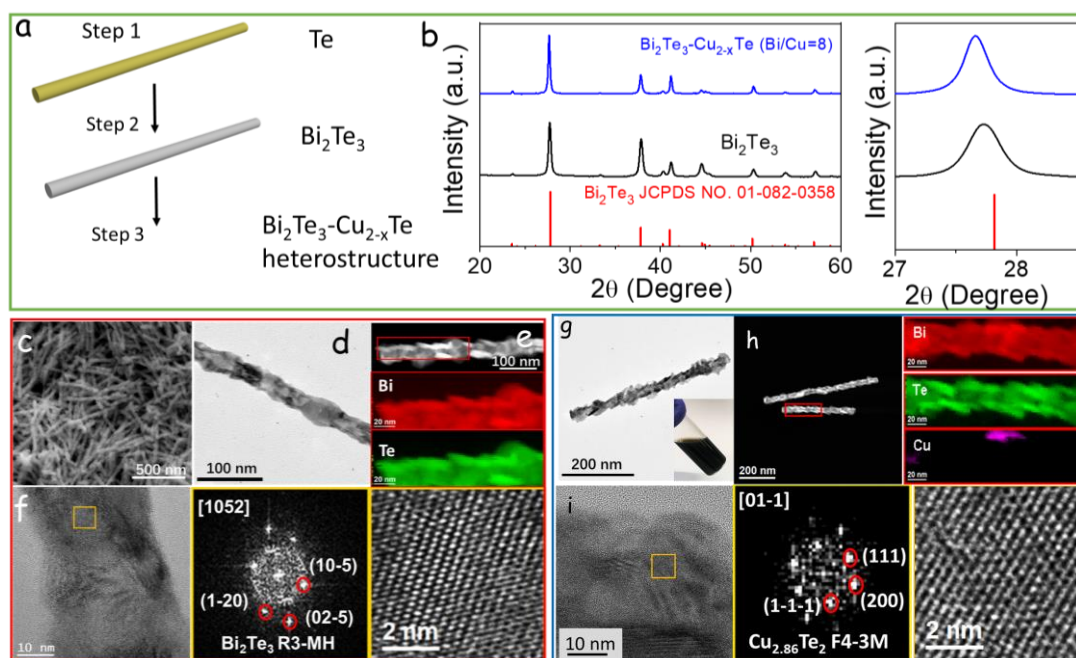 a
Step 1
Te
Step 2
Bi₂Te₃
Step 3
Bi₂Te₃-Cu₂₋ₓTe
heterostructure
b
Intensity (a.u.)
Bi₂Te₃-Cu₂₋ₓTe (Bi/Cu=8)
Bi₂Te₃
Bi₂Te₃ JCPDS NO. 01-082-0358
20 30 40 50 60
2θ (Degree)
Intensity (a.u.)
27 28
2θ (Degree)
c
500 nm
d
100 nm
e
100 nm
Bi
20 nm
Te
20 nm
f
10 nm
[1052]
(10-5)
(1-20)
(02-5)
Bi₂Te₃ R3-MH
2 nm
g
200 nm
h
200 nm
Bi
20 nm
Te
20 nm
Cu
20 nm
i
10 nm
[01-1]
(111)
(200)
(1-1-1)
Cu₂.₈₆Te₂ F4-3M
2 nm